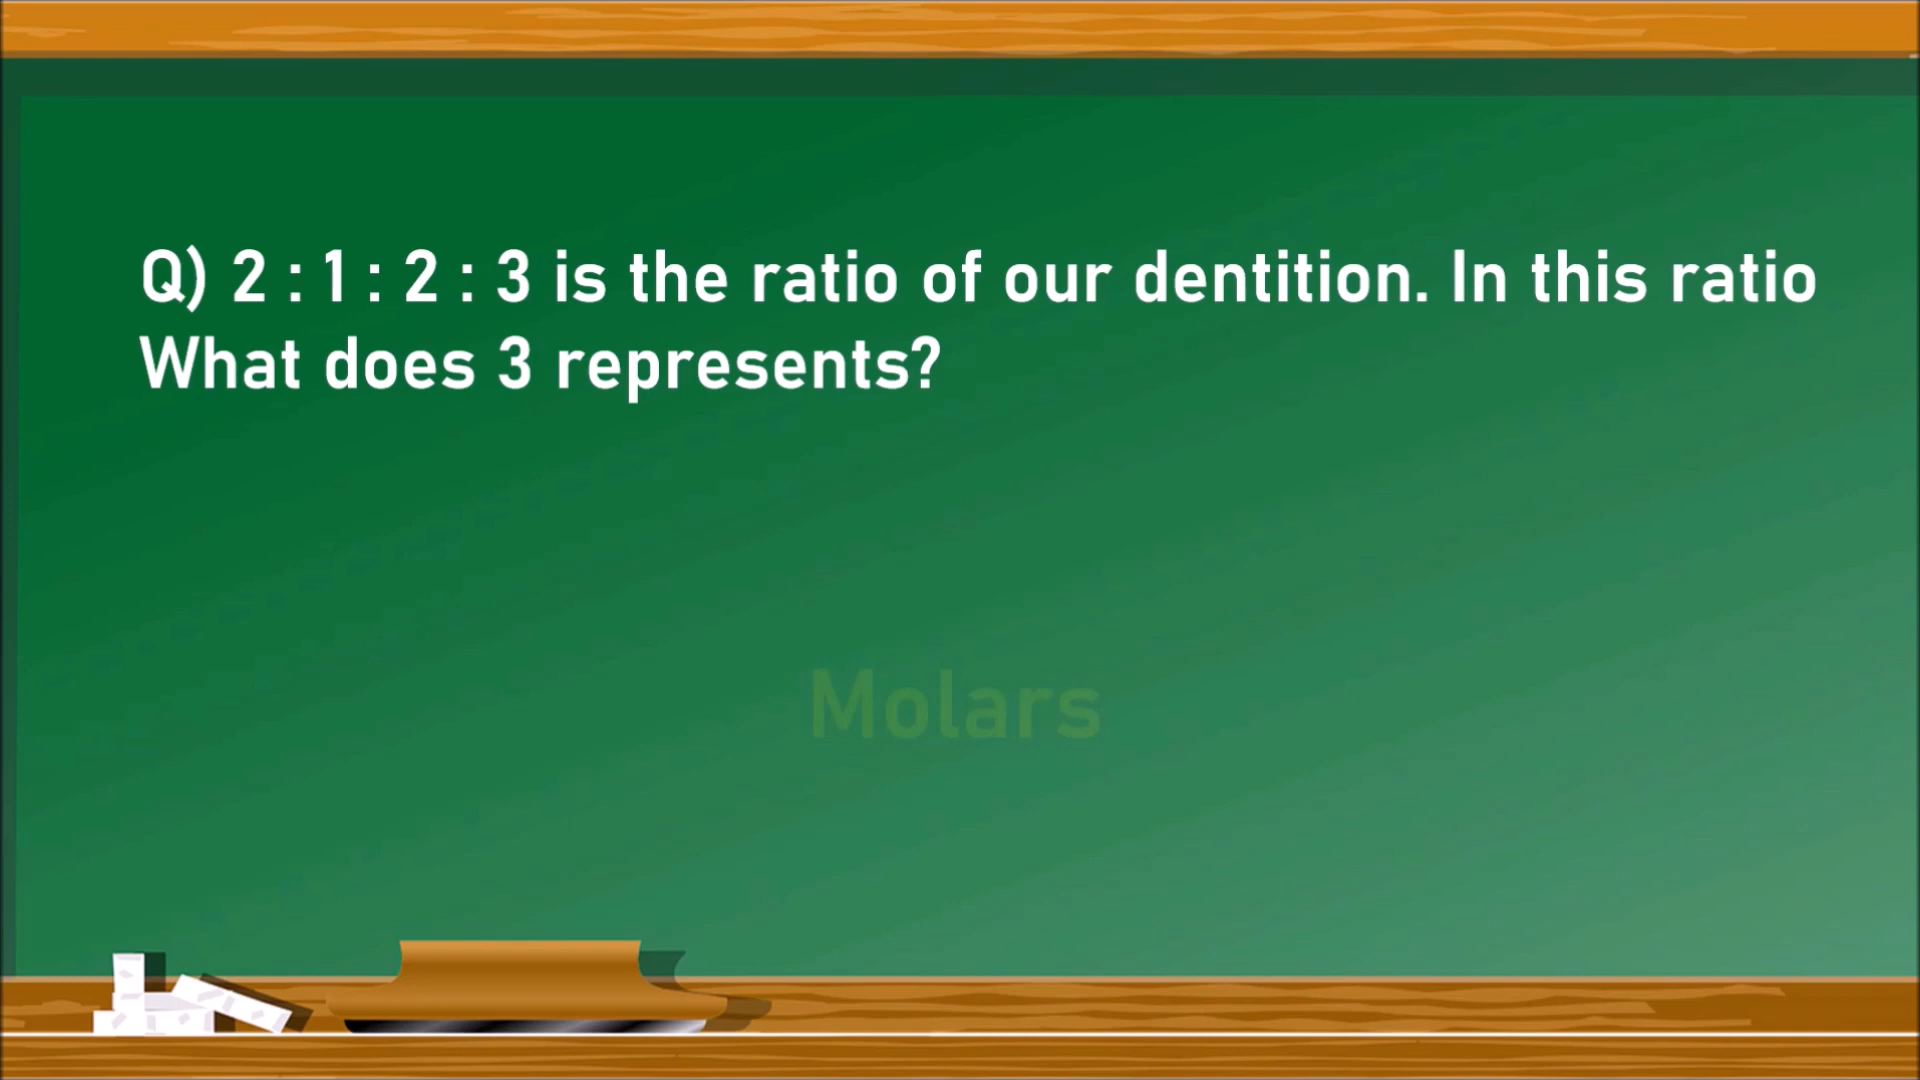 Q) 2 : 1 : 2 : 3 is the ratio of our dentition. In this ratio
What does 3 represents?
Molars